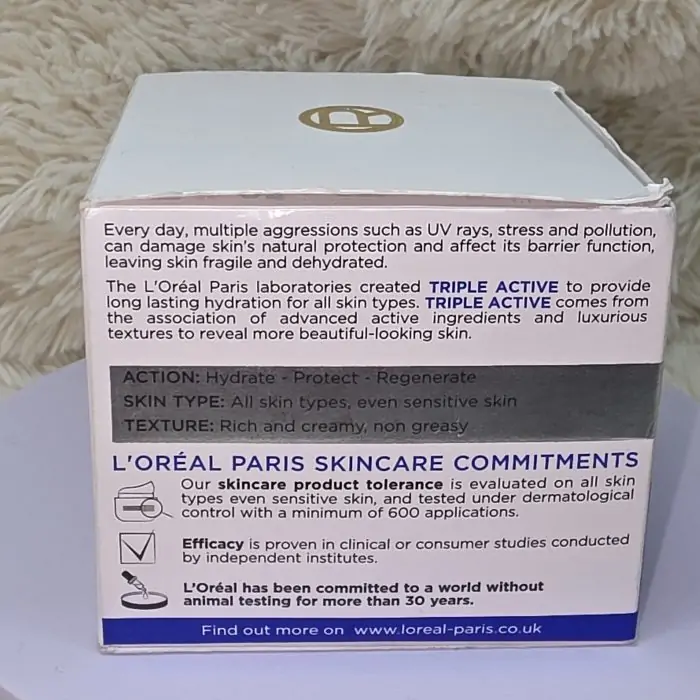 Every day, multiple aggressions such as UV rays, stress and pollution,
can damage skin's natural protection and affect its barrier function,
leaving skin fragile and dehydrated.
The L'Oréal Paris laboratories created TRIPLE ACTIVE to provide
long lasting hydration for all skin types. TRIPLE ACTIVE comes from
the association of advanced active ingredients and luxurious
textures to reveal more beautiful-looking skin.
ACTION: Hydrate - Protect - Regenerate
SKIN TYPE: All skin types, even sensitive skin
TEXTURE: Rich and creamy, non greasy
L'ORÉAL PARIS SKINCARE COMMITMENTS
Our skincare product tolerance is evaluated on all skin
types even sensitive skin, and tested under dermatological
control with a minimum of 600 applications.
Efficacy is proven in clinical or consumer studies conducted
by independent institutes.
L'Oréal has been committed to a world without
animal testing for more than 30 years.
Find out more on www.loreal-paris.co.uk